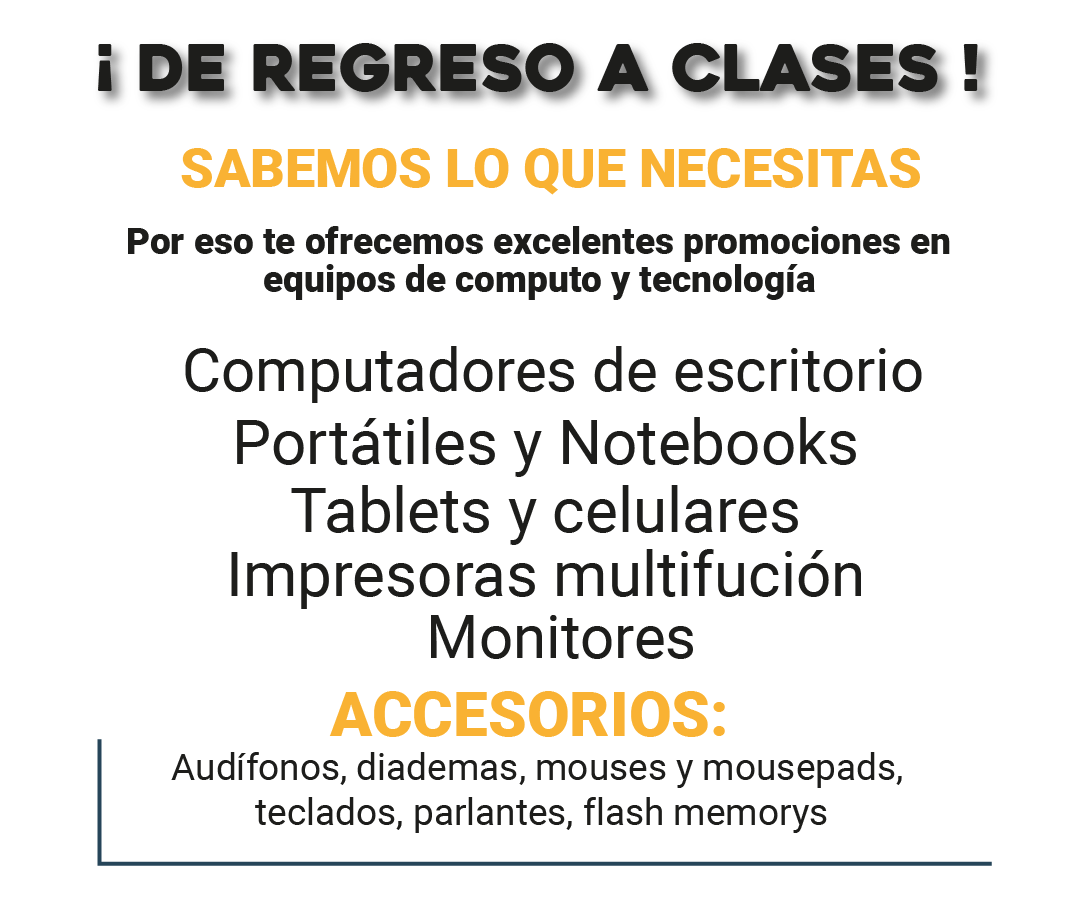 ¡ DE REGRESO A CLASES !
SABEMOS LO QUE NECESITAS
Por eso te ofrecemos excelentes promociones en
equipos de computo y tecnología
Computadores de escritorio
Portátiles y Notebooks
Tablets y celulares
Impresoras multifución
Monitores
ACCESORIOS:
Audífonos, diademas, mouses y mousepads,
teclados, parlantes, flash memorys